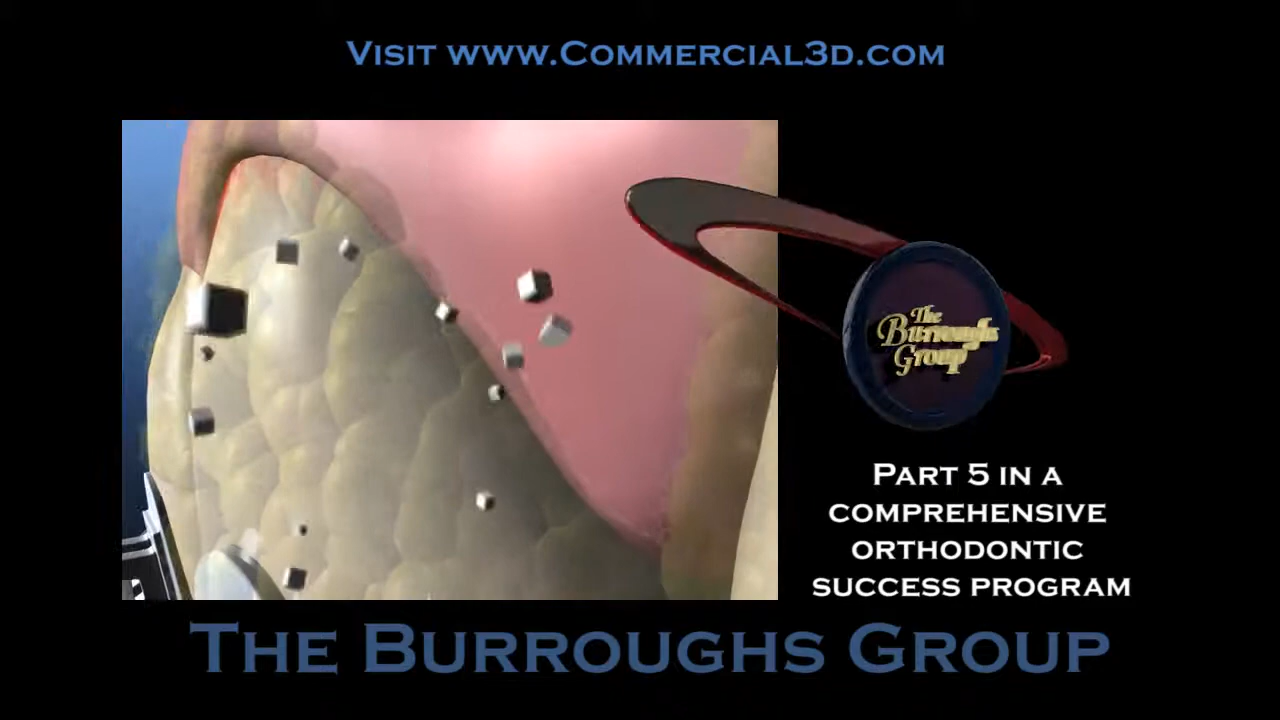 Visit www.Commercial3d.com
The
Burroughs
Group
Part 5 in a
comprehensive
orthodontic
success program
The Burroughs Group